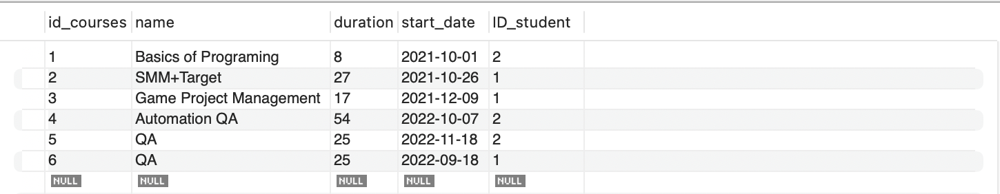 id_courses name duration start_date ID_student
1 Basics of Programing 8 2021-10-01 2
2 SMM+Target 27 2021-10-26 1
3 Game Project Management 17 2021-12-09 1
4 Automation QA 54 2022-10-07 2
5 QA 25 2022-11-18 2
6 QA 25 2022-09-18 1
NULL NULL NULL NULL NULL